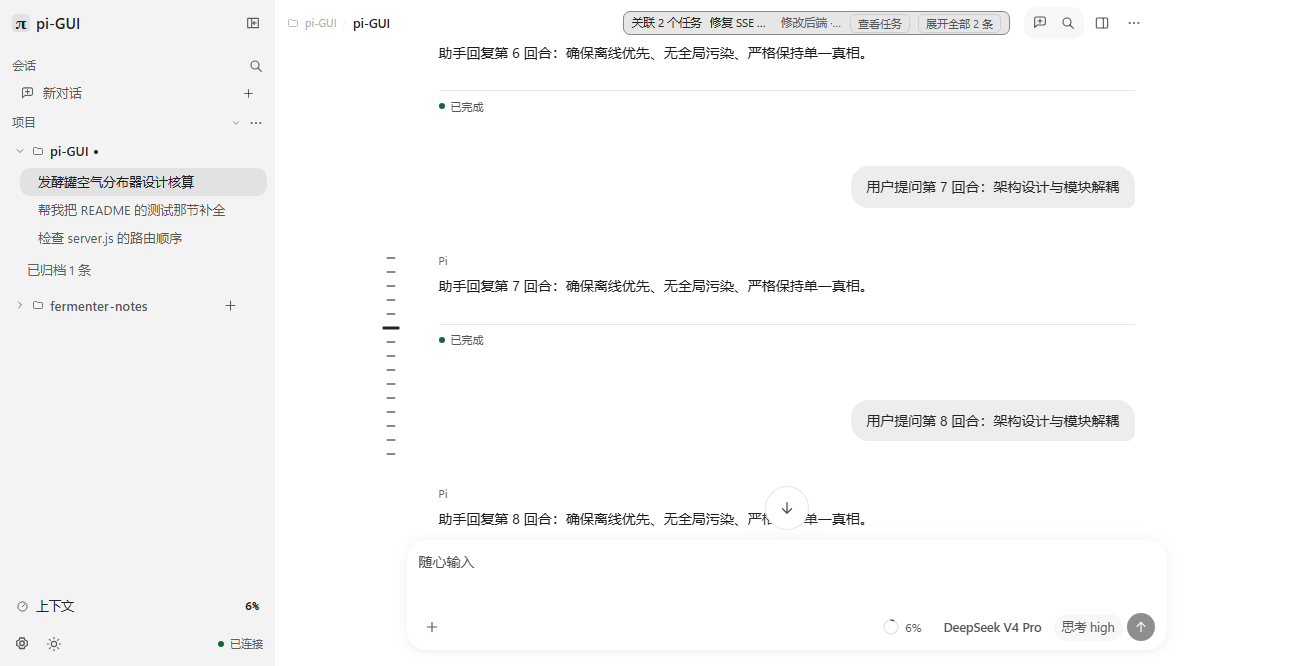 π pi-GUI
会话
新对话
项目
pi-GUI
发酵罐空气分布器设计核算
帮我把 README 的测试那节补全
检查 server.js 的路由顺序
已归档 1 条
fermenter-notes
上下文 6%
已连接
pi-GUI / pi-GUI
关联 2 个任务 修复 SSE ... 修改后端 ·... 查看任务 展开全部 2 条
助手回复第 6 回合：确保离线优先、无全局污染、严格保持单一真相。
已完成
用户提问第 7 回合：架构设计与模块解耦
Pi
助手回复第 7 回合：确保离线优先、无全局污染、严格保持单一真相。
已完成
用户提问第 8 回合：架构设计与模块解耦
Pi
助手回复第 8 回合：确保离线优先、无全局污染、严格单一真相。
随心输入
6% DeepSeek V4 Pro 思考 high